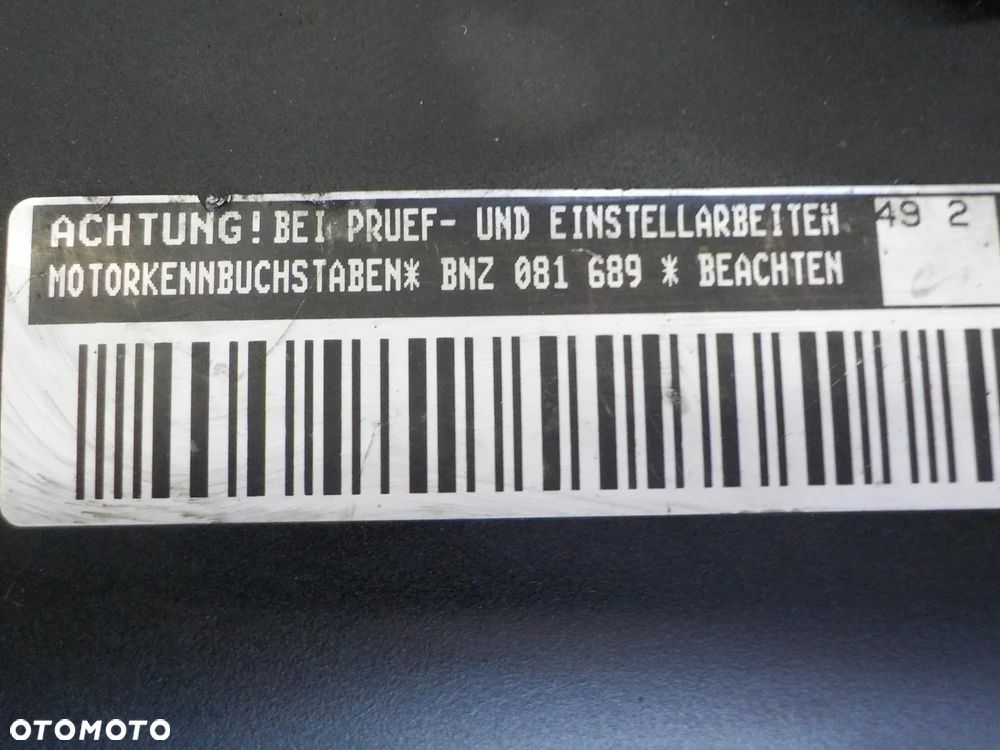 ACHTUNG! BEI PRUEF- UND EINSTELLARBEITEN
49 2
MOTORKENNBUCHSTABEN* BNZ 081 689 * BEACHTEN
OTOMOTO